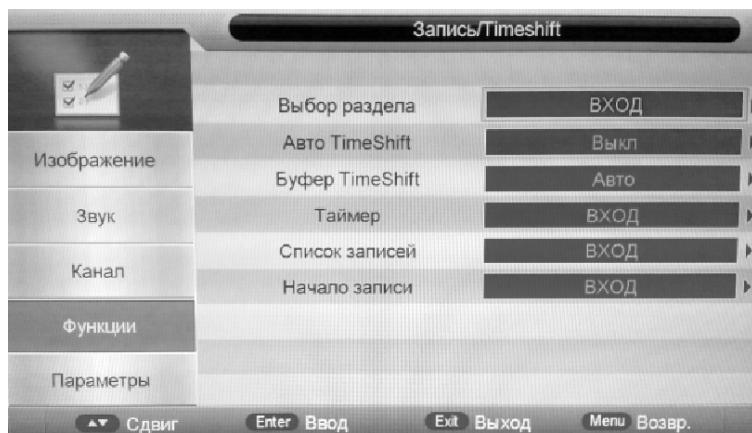 Запись/Timeshift
Выбор раздела ВХОД
Авто TimeShift Выкл
Буфер TimeShift Авто
Таймер ВХОД
Список записей ВХОД
Начало записи ВХОД
Изображение
Звук
Канал
Функции
Параметры
Сдвиг Enter Ввод Exit Выход Menu Возвр.